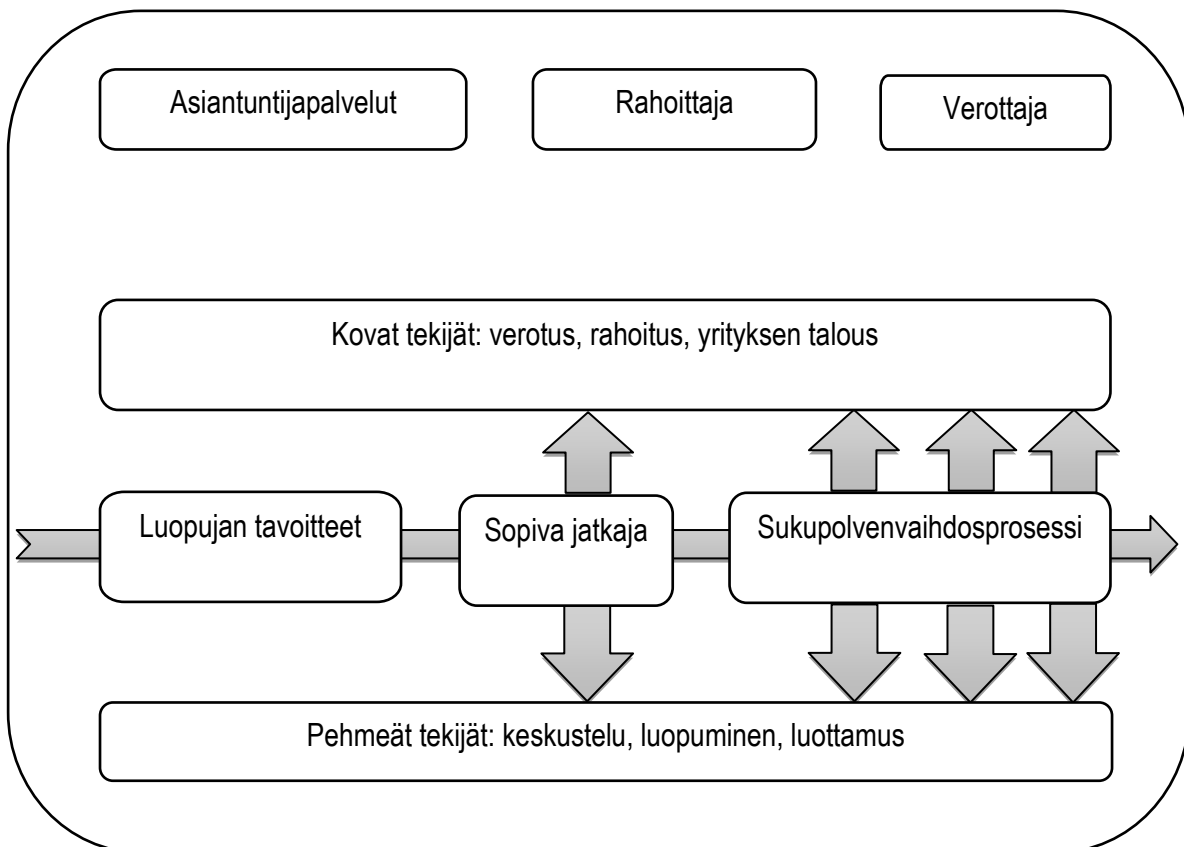 Asiantuntijapalvelut
Rahoittaja
Verottaja
Kovat tekijät: verotus, rahoitus, yrityksen talous
Luopujan tavoitteet
Sopiva jatkaja
Sukupolvenvaihdosprosessi
Pehmeät tekijät: keskustelu, luopuminen, luottamus